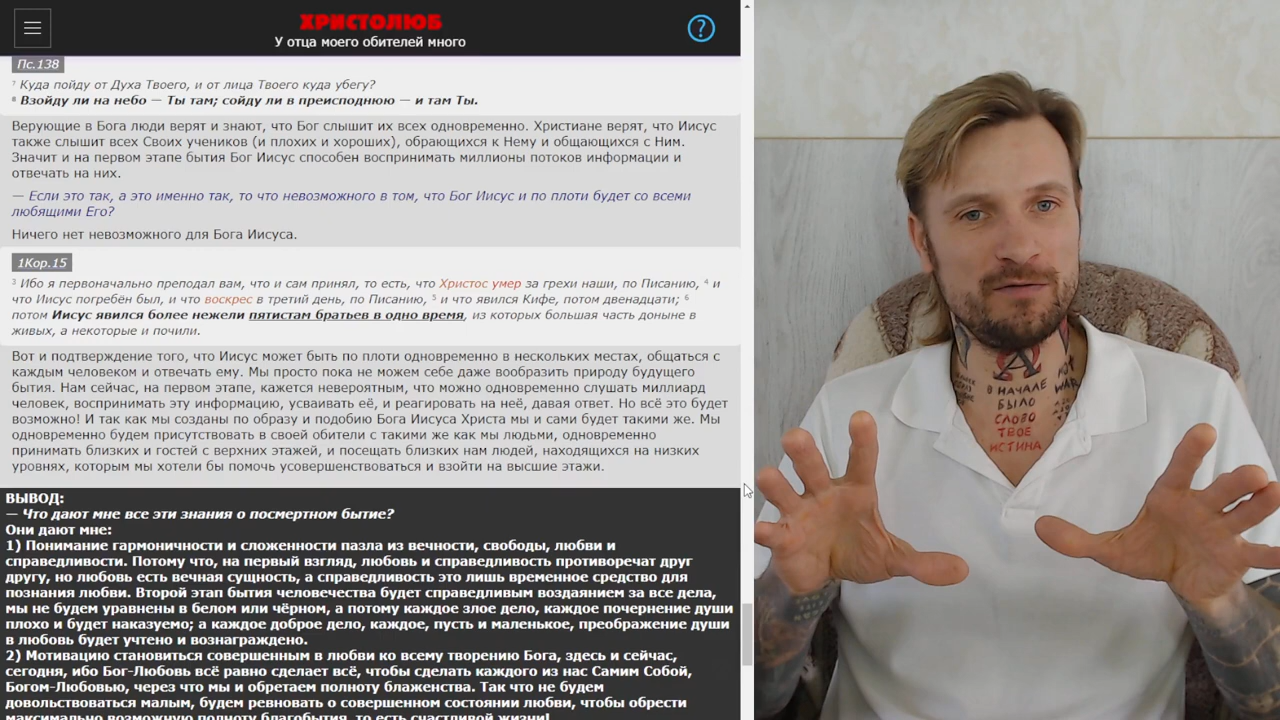 ХРИСТОЛЮБ
У отца моего обителей много
?
Пс.138
⁷ Куда пойду от Духа Твоего, и от лица Твоего куда убегу?
⁸ Взойду ли на небо — Ты там; сойду ли в преисподнюю — и там Ты.
Верующие в Бога люди верят и знают, что Бог слышит их всех одновременно. Христиане верят, что Иисус
также слышит всех Своих учеников (и плохих и хороших), обрающихся к Нему и общающихся с Ним.
Значит и на первом этапе бытия Бог Иисус способен воспринимать миллионы потоков информации и
отвечать на них.
— Если это так, а это именно так, то что невозможного в том, что Бог Иисус и по плоти будет со всеми
любящими Его?
Ничего нет невозможного для Бога Иисуса.
1Кор.15
³ Ибо я первоначально преподал вам, что и сам принял, то есть, что Христос умер за грехи наши, по Писанию, ⁴ и
что Иисус погребён был, и что воскрес в третий день, по Писанию, ⁵ и что явился Кифе, потом двенадцати; ⁶
потом Иисус явился более нежели пятистам братьев в одно время, из которых большая часть доныне в
живых, а некоторые и почили.
Вот и подтверждение того, что Иисус может быть по плоти одновременно в нескольких местах, общаться с
каждым человеком и отвечать ему. Мы просто пока не можем себе даже вообразить природу будущего
бытия. Нам сейчас, на первом этапе, кажется невероятным, что можно одновременно слушать миллиард
человек, воспринимать эту информацию, усваивать её, и реагировать на неё, давая ответ. Но всё это будет
возможно! И так как мы созданы по образу и подобию Бога Иисуса Христа мы и сами будет такими же. Мы
одновременно будем присутствовать в своей обители с такими же как мы людьми, одновременно
принимать близких и гостей с верхних этажей, и посещать близких нам людей, находящихся на низких
уровнях, которым мы хотели бы помочь усовершенствоваться и взойти на высшие этажи.
ВЫВОД:
— Что дают мне все эти знания о посмертном бытие?
Они дают мне:
1) Понимание гармоничности и сложенности пазла из вечности, свободы, любви и
справедливости. Потому что, на первый взгляд, любовь и справедливость противоречат друг
другу, но любовь есть вечная сущность, а справедливость это лишь временное средство для
познания любви. Второй этап бытия человечества будет справедливым воздаянием за все дела,
мы не будем уравнены в белом или чёрном, а потому каждое злое дело, каждое почернение души
плохо и будет наказуемо; а каждое доброе дело, каждое, пусть и маленькое, преображение души
в любовь будет учтено и вознаграждено.
2) Мотивацию становиться совершенным в любви ко всему творению Бога, здесь и сейчас,
сегодня, ибо Бог-Любовь всё равно сделает всё, чтобы сделать каждого из нас Самим Собой,
Богом-Любовью, через что мы и обретаем полноту блаженства. Так что не будем
довольствоваться малым, будем ревновать о совершенном состоянии любви, чтобы обрести
максимально возможную полноту благобытия, то есть счастливой жизни!
В НАЧАЛЕ
БЫЛО
СЛОВО
ТВОЕ
ИСТИНА
NOT
WAR